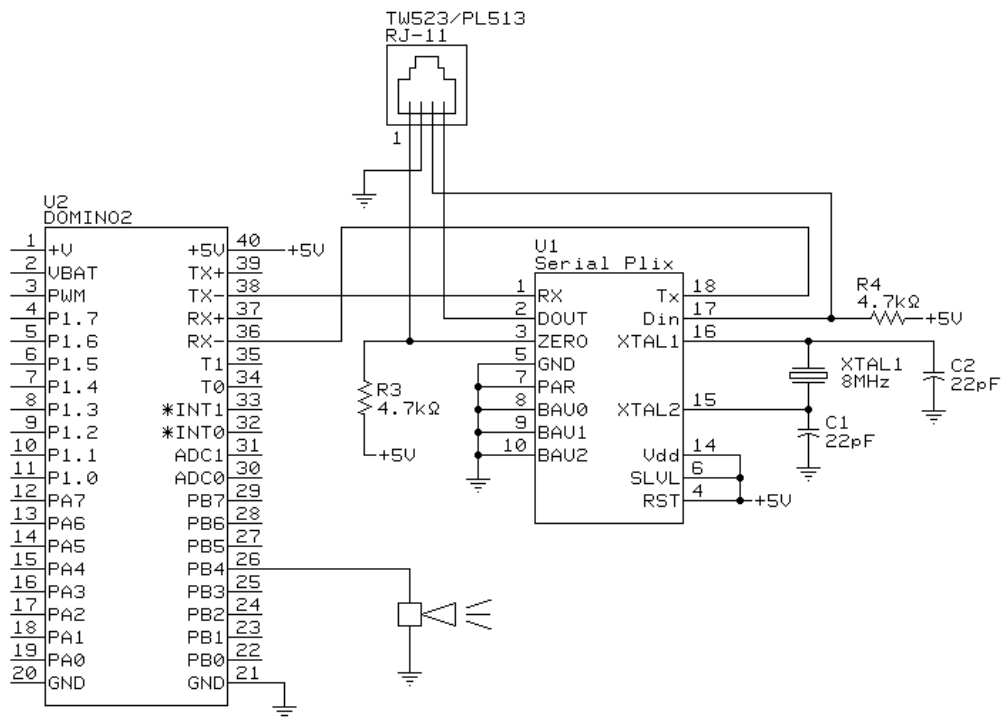 TW523/PL513
RJ-11
1
U2
DOMINO2
1 +V
2 VBAT
3 PWM
4 P1.7
5 P1.6
6 P1.5
7 P1.4
8 P1.3
9 P1.2
10 P1.1
11 P1.0
12 PA7
13 PA6
14 PA5
15 PA4
16 PA3
17 PA2
18 PA1
19 PA0
20 GND
+5V 40 +5V
TX+ 39
TX- 38
RX+ 37
RX- 36
T1 35
T0 34
*INT1 33
*INT0 32
ADC1 31
ADC0 30
PB7 29
PB6 28
PB5 27
PB4 26
PB3 25
PB2 24
PB1 23
PB0 22
GND 21
R3
4.7kΩ
+5V
U1
Serial Plix
1 RX
2 DOUT
3 ZERO
5 GND
7 PAR
8 BAU0
9 BAU1
10 BAU2
Tx 18
Din 17
XTAL1 16
XTAL2 15
Vdd 14
SLVL 6
RST 4 +5V
R4
4.7kΩ
+5V
XTAL1
8MHz
C2
22pF
C1
22pF